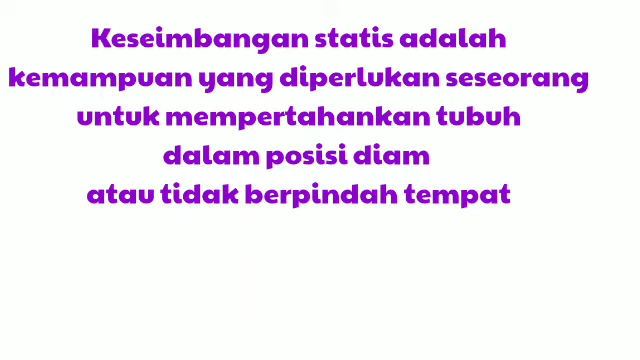 Keseimbangan statis adalah
kemampuan yang diperlukan seseorang
untuk mempertahankan tubuh
dalam posisi diam
atau tidak berpindah tempat